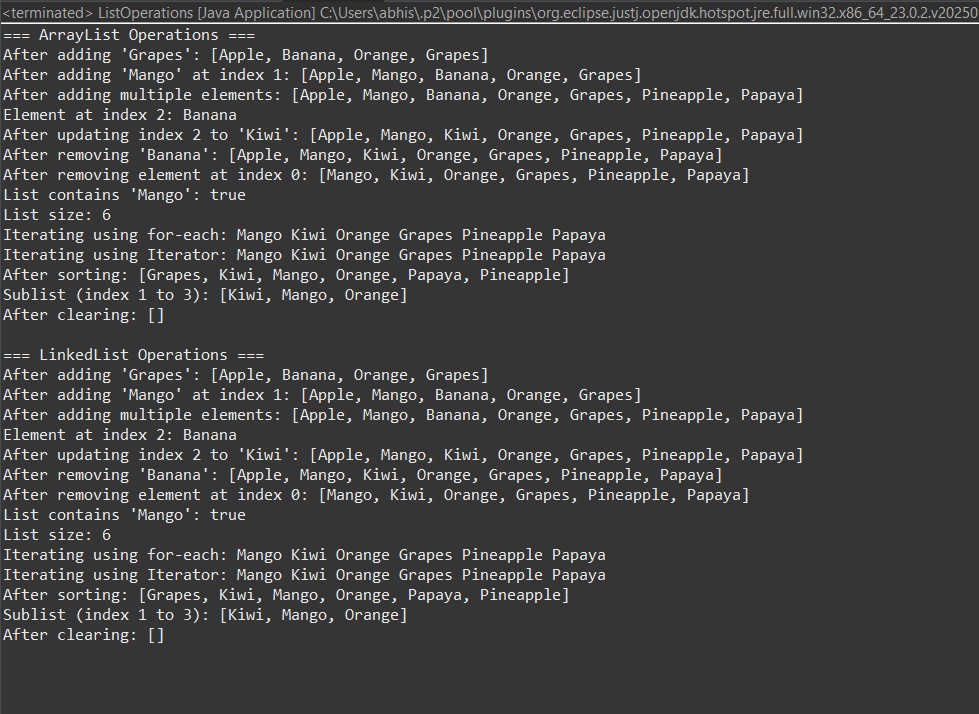 <terminated> ListOperations [Java Application] C:\Users\abhis\.p2\pool\plugins\org.eclipse.justj.openjdk.hotspot.jre.full.win32.x86_64_23.0.2.v20250
=== ArrayList Operations ===
After adding 'Grapes': [Apple, Banana, Orange, Grapes]
After adding 'Mango' at index 1: [Apple, Mango, Banana, Orange, Grapes]
After adding multiple elements: [Apple, Mango, Banana, Orange, Grapes, Pineapple, Papaya]
Element at index 2: Banana
After updating index 2 to 'Kiwi': [Apple, Mango, Kiwi, Orange, Grapes, Pineapple, Papaya]
After removing 'Banana': [Apple, Mango, Kiwi, Orange, Grapes, Pineapple, Papaya]
After removing element at index 0: [Mango, Kiwi, Orange, Grapes, Pineapple, Papaya]
List contains 'Mango': true
List size: 6
Iterating using for-each: Mango Kiwi Orange Grapes Pineapple Papaya
Iterating using Iterator: Mango Kiwi Orange Grapes Pineapple Papaya
After sorting: [Grapes, Kiwi, Mango, Orange, Papaya, Pineapple]
Sublist (index 1 to 3): [Kiwi, Mango, Orange]
After clearing: []

=== LinkedList Operations ===
After adding 'Grapes': [Apple, Banana, Orange, Grapes]
After adding 'Mango' at index 1: [Apple, Mango, Banana, Orange, Grapes]
After adding multiple elements: [Apple, Mango, Banana, Orange, Grapes, Pineapple, Papaya]
Element at index 2: Banana
After updating index 2 to 'Kiwi': [Apple, Mango, Kiwi, Orange, Grapes, Pineapple, Papaya]
After removing 'Banana': [Apple, Mango, Kiwi, Orange, Grapes, Pineapple, Papaya]
After removing element at index 0: [Mango, Kiwi, Orange, Grapes, Pineapple, Papaya]
List contains 'Mango': true
List size: 6
Iterating using for-each: Mango Kiwi Orange Grapes Pineapple Papaya
Iterating using Iterator: Mango Kiwi Orange Grapes Pineapple Papaya
After sorting: [Grapes, Kiwi, Mango, Orange, Papaya, Pineapple]
Sublist (index 1 to 3): [Kiwi, Mango, Orange]
After clearing: []